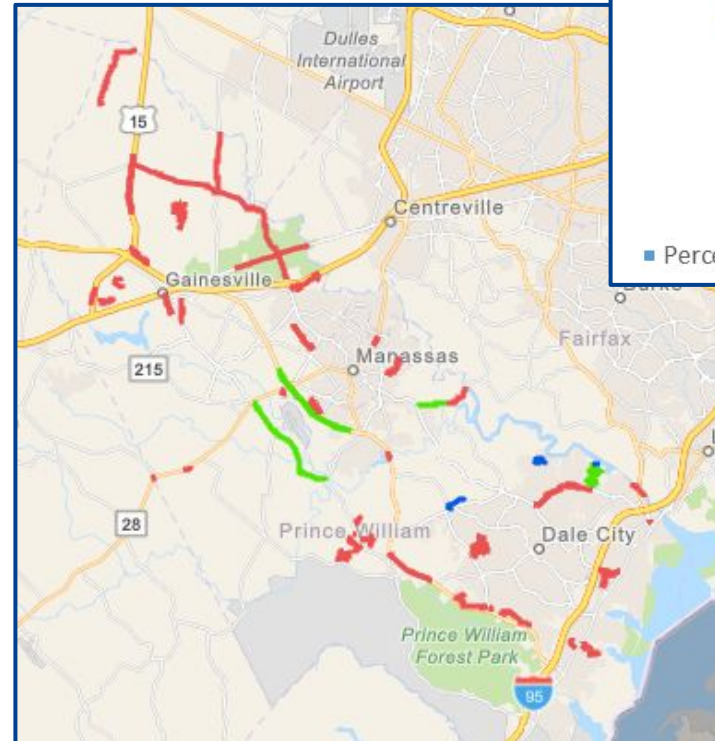 Dulles
International
Airport
15
Centreville
Gainesville
Fairfax
Manassas
215
28
Prince William
Dale City
Prince William
Forest Park
95